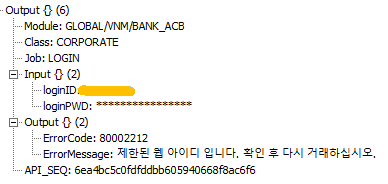 Output {} (6)
Module: GLOBAL/VNM/BANK_ACB
Class: CORPORATE
Job: LOGIN
Input {} (2)
loginID:
loginPWD: ****************
Output {} (2)
ErrorCode: 80002212
ErrorMessage: 제한된 웹 아이디 입니다. 확인 후 다시 거래하십시오.
API_SEQ: 6ea4bc5c0fdfddbb605940668f8ac6f6